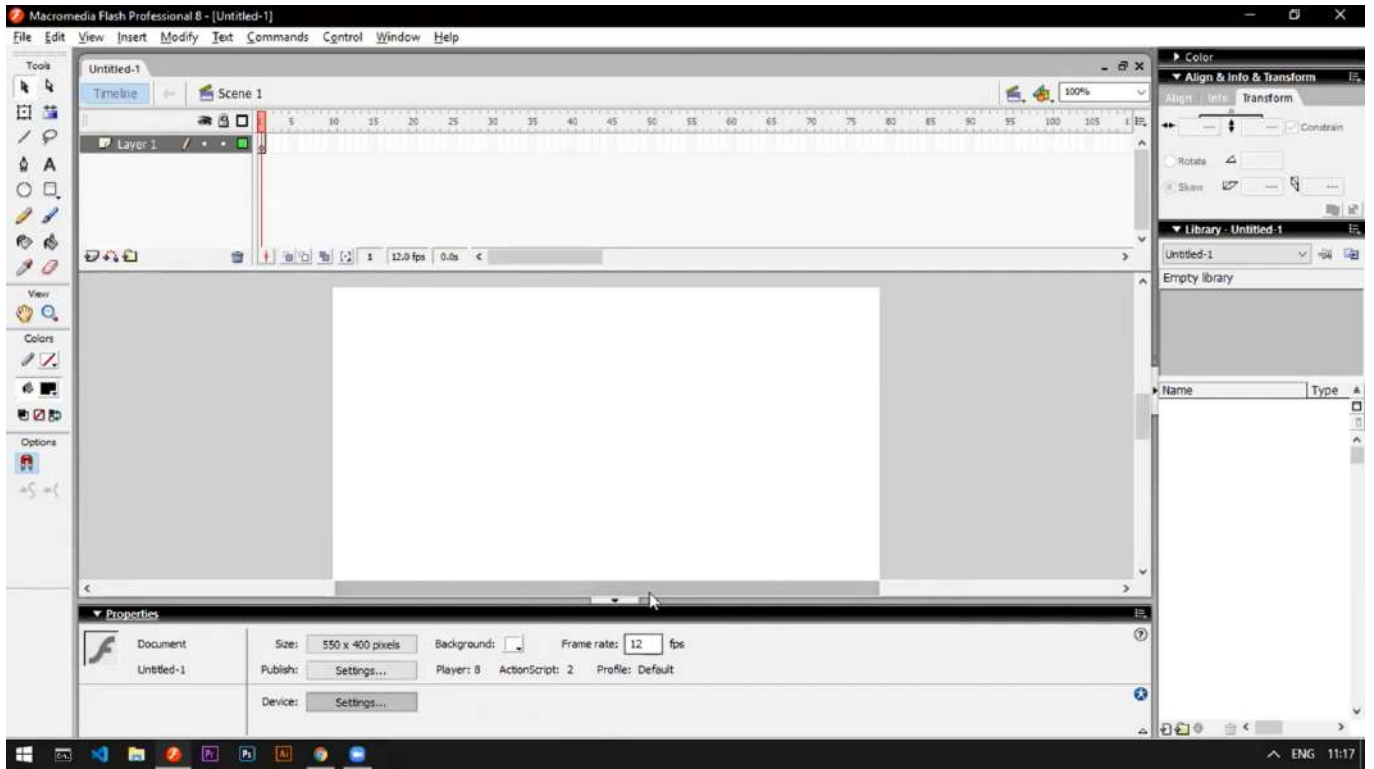 Macromedia Flash Professional 8 - [Untitled-1]
File Edit View Insert Modify Text Commands Control Window Help
Tools
Untitled-1
Timeline
Scene 1
100%
5 10 15 20 25 30 35 40 45 50 55 60 65 70 75 80 85 90 95 100 105
Layer 1
1 12.0 fps 0.0s
View
Colors
Options
Color
Align & Info & Transform
Align Info Transform
Constrain
Rotate
Skew
Library - Untitled-1
Untitled-1
Empty library
Name Type
Properties
Document
Untitled-1
Size: 550 x 400 pixels Background: Frame rate: 12 fps
Publish: Settings... Player: 8 ActionScript: 2 Profile: Default
Device: Settings...
Pr Ps Ai
ENG 11:17